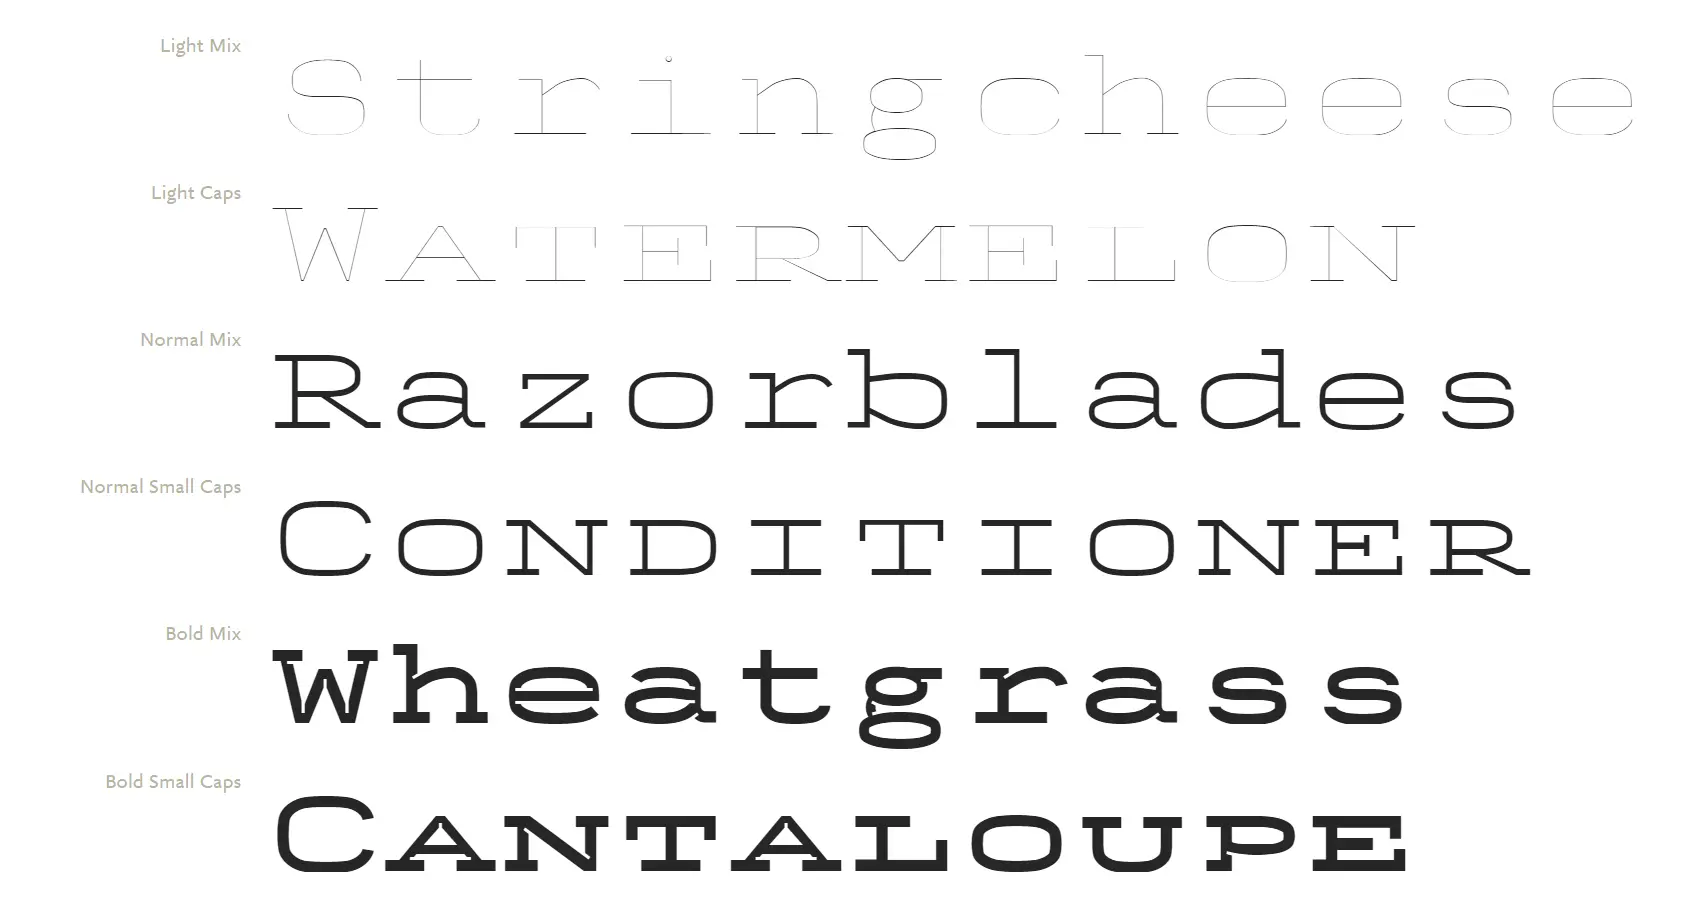 Light Mix
Stringcheese
Light Caps
WATERMELON
Normal Mix
Razorblades
Normal Small Caps
CONDITIONER
Bold Mix
Wheatgrass
Bold Small Caps
CANTALOUPE